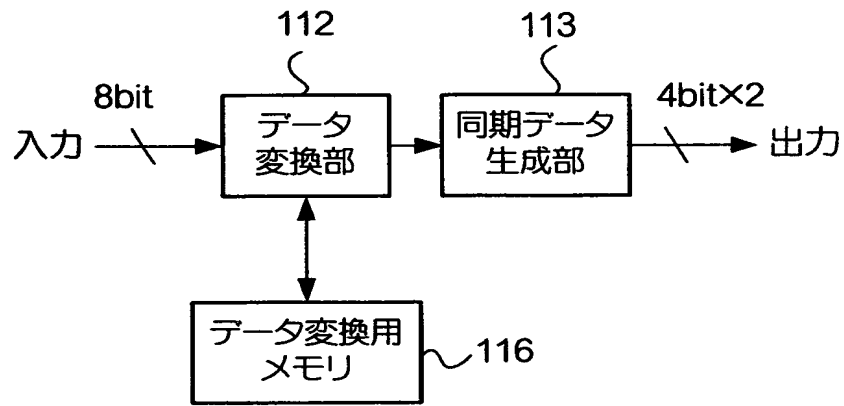 112
113
8bit
4bit×2
入力
データ
変換部
同期データ
生成部
出力
データ変換用
メモリ
116